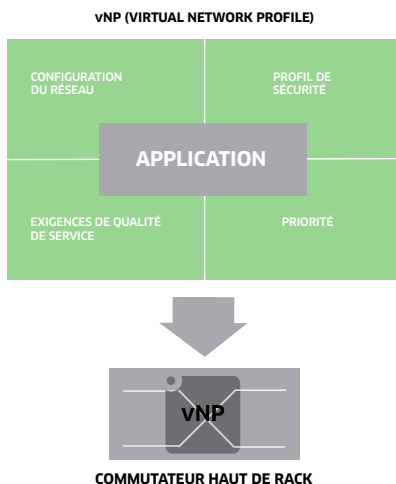 vNP (VIRTUAL NETWORK PROFILE)
CONFIGURATION
DU RÉSEAU
PROFIL DE
SÉCURITÉ
APPLICATION
EXIGENCES DE QUALITÉ
DE SERVICE
PRIORITÉ
vNP
COMMUTATEUR HAUT DE RACK